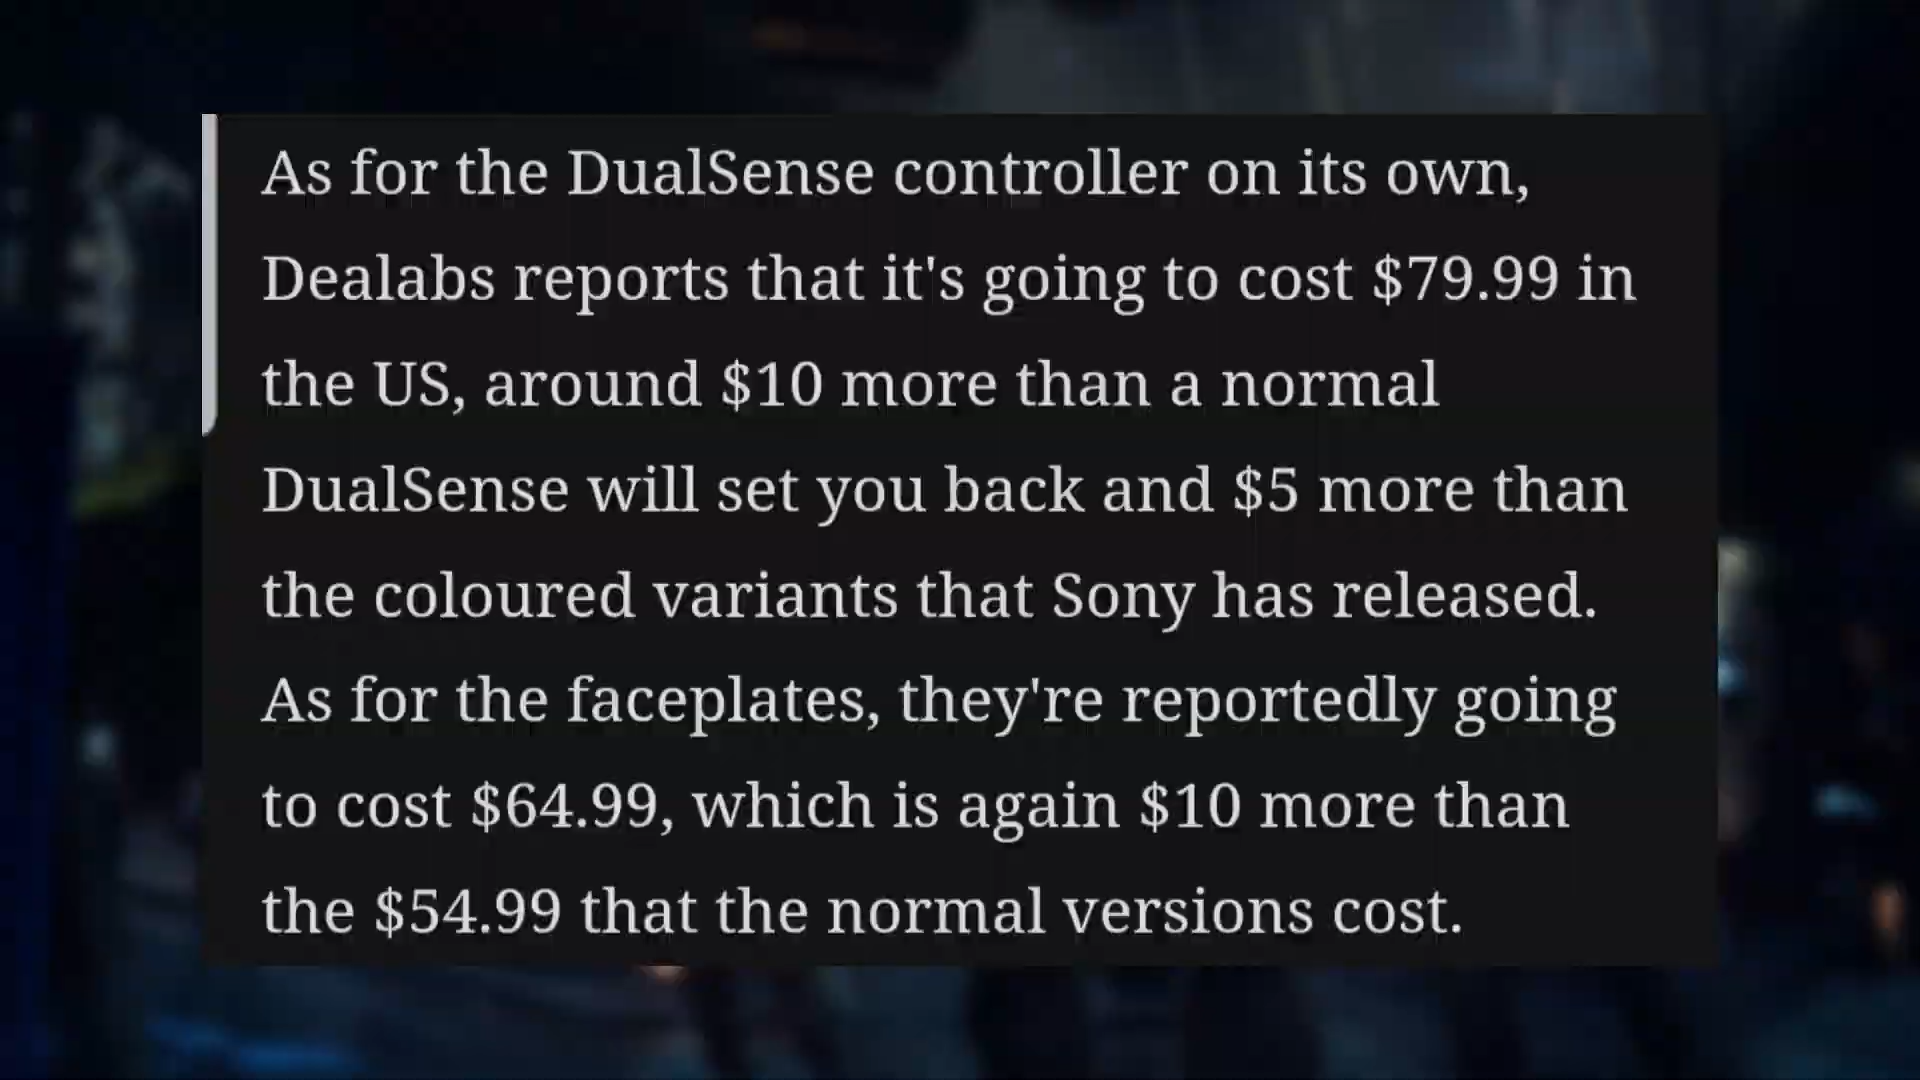 As for the DualSense controller on its own,
Dealabs reports that it's going to cost $79.99 in
the US, around $10 more than a normal
DualSense will set you back and $5 more than
the coloured variants that Sony has released.
As for the faceplates, they're reportedly going
to cost $64.99, which is again $10 more than
the $54.99 that the normal versions cost.